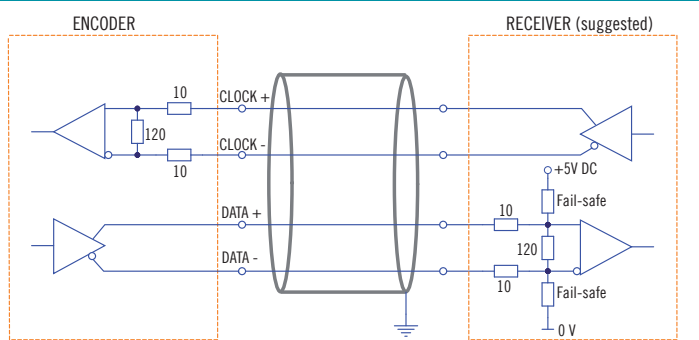 ENCODER
RECEIVER (suggested)
10
CLOCK +
120
CLOCK -
10
+5V DC
Fail-safe
DATA +
10
120
DATA -
10
Fail-safe
0 V